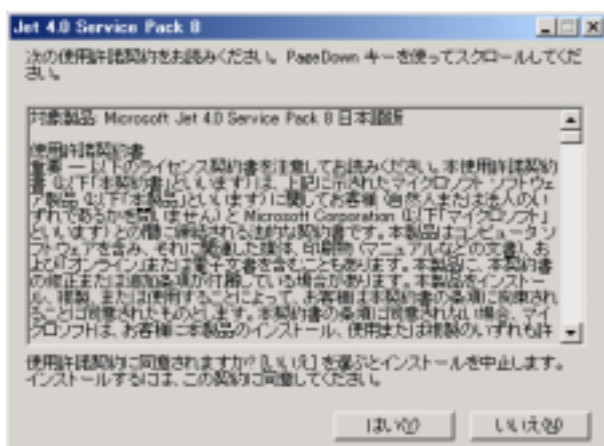 Jet 4.0 Service Pack 8
次の使用許諾契約をお読みください。PageDown キーを使ってスクロールしてくだ
さい。
対象製品: Microsoft Jet 4.0 Service Pack 8 日本語版
使用許諾契約書
重要 — 以下のライセンス契約書を注意してお読みください。本使用許諾契約
書 (以下「本契約書」といいます) は、上記に示されたマイクロソフト ソフトウェ
ア製品 (以下「本製品」といいます) に関してお客様 (自然人または法人のい
ずれであるかを問いません) と Microsoft Corporation (以下「マイクロソフト」
といいます) との間に締結される法的な契約書です。本製品はコンピュータ ソ
フトウェアを含み、それに関連した媒体、印刷物 (マニュアルなどの文書)、お
よび「オンライン」または電子文書を含むこともあります。本製品に、本契約書
の修正または追加条項が付属している場合があります。本製品をインストー
ル、複製、または使用することによって、お客様は本契約書の条項に拘束され
ることに同意されたものとします。本契約書の条項に同意されない場合、マイ
クロソフトは、お客様に本製品のインストール、使用または複製のいずれも許
使用許諾契約に同意されますか? [いいえ] を選ぶとインストールを中止します。
インストールするには、この契約に同意してください。
はい(Y)
いいえ(N)